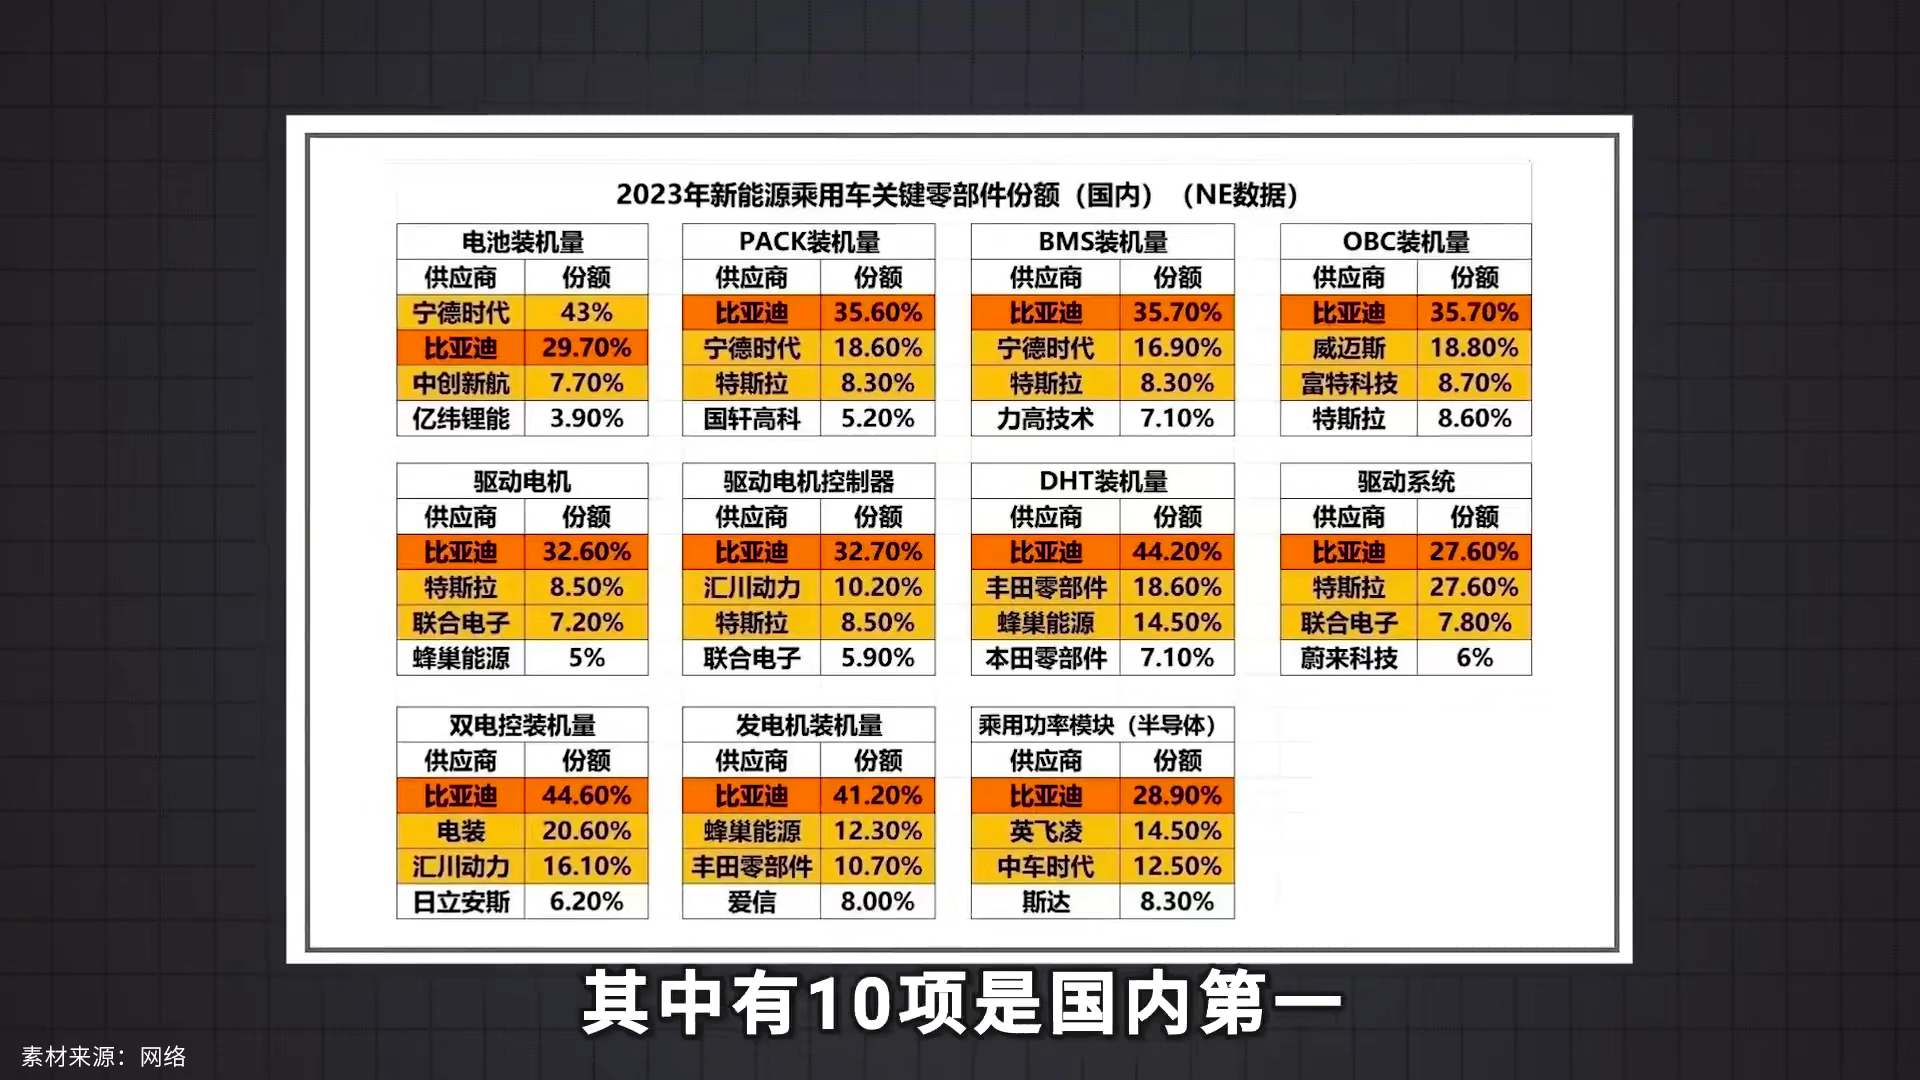 2023年新能源乘用车关键零部件份额（国内）（NE数据）
电池装机量
供应商 份额
宁德时代 43%
比亚迪 29.70%
中创新航 7.70%
亿纬锂能 3.90%
PACK装机量
供应商 份额
比亚迪 35.60%
宁德时代 18.60%
特斯拉 8.30%
国轩高科 5.20%
BMS装机量
供应商 份额
比亚迪 35.70%
宁德时代 16.90%
特斯拉 8.30%
力高技术 7.10%
OBC装机量
供应商 份额
比亚迪 35.70%
威迈斯 18.80%
富特科技 8.70%
特斯拉 8.60%
驱动电机
供应商 份额
比亚迪 32.60%
特斯拉 8.50%
联合电子 7.20%
蜂巢能源 5%
驱动电机控制器
供应商 份额
比亚迪 32.70%
汇川动力 10.20%
特斯拉 8.50%
联合电子 5.90%
DHT装机量
供应商 份额
比亚迪 44.20%
丰田零部件 18.60%
蜂巢能源 14.50%
本田零部件 7.10%
驱动系统
供应商 份额
比亚迪 27.60%
特斯拉 27.60%
联合电子 7.80%
蔚来科技 6%
双电控装机量
供应商 份额
比亚迪 44.60%
电装 20.60%
汇川动力 16.10%
日立安斯 6.20%
发电机装机量
供应商 份额
比亚迪 41.20%
蜂巢能源 12.30%
丰田零部件 10.70%
爱信 8.00%
乘用功率模块（半导体）
供应商 份额
比亚迪 28.90%
英飞凌 14.50%
中车时代 12.50%
斯达 8.30%
其中有10项是国内第一
素材来源：网络